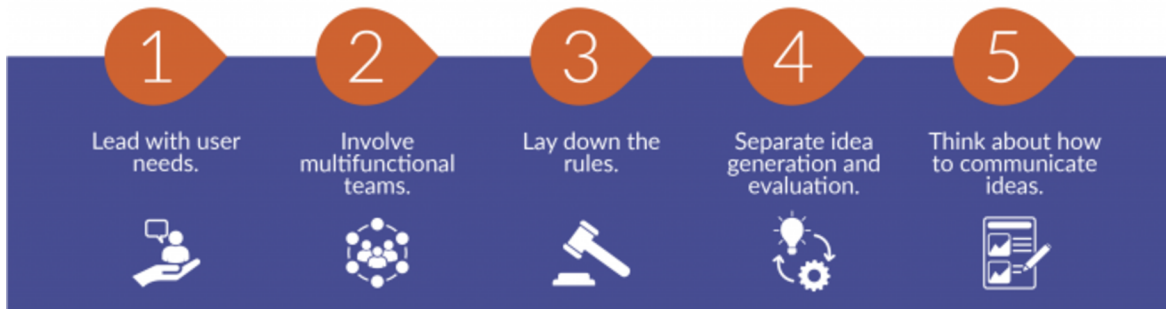 1
Lead with user
needs.
2
Involve
multifunctional
teams.
3
Lay down the
rules.
4
Separate idea
generation and
evaluation.
5
Think about how
to communicate
ideas.